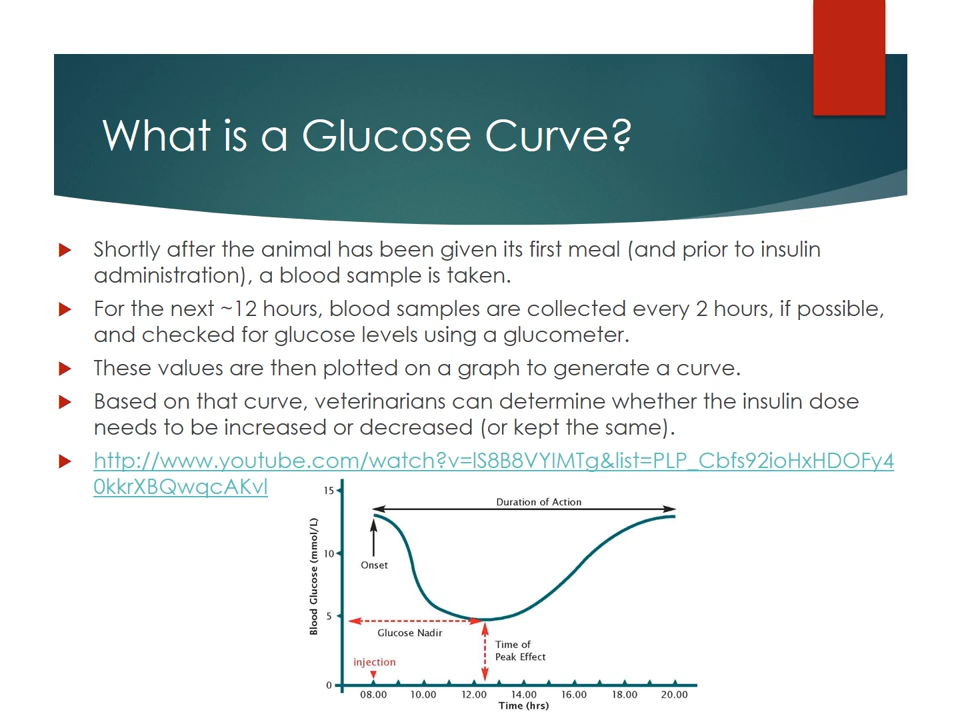 What is a Glucose Curve?
Shortly after the animal has been given its first meal (and prior to insulin
administration), a blood sample is taken.
For the next ~12 hours, blood samples are collected every 2 hours, if possible,
and checked for glucose levels using a glucometer.
These values are then plotted on a graph to generate a curve.
Based on that curve, veterinarians can determine whether the insulin dose
needs to be increased or decreased (or kept the same).
http://www.youtube.com/watch?v=lS8B8VYIMTg&list=PLP_Cbfs92ioHxHDOFy4
0kkrXBQwqcAKvl
15
Duration of Action
Blood Glucose (mmol/L)
10
Onset
5
Glucose Nadir
Time of
Peak Effect
injection
0
08.00 10.00 12.00 14.00 16.00 18.00 20.00
Time (hrs)